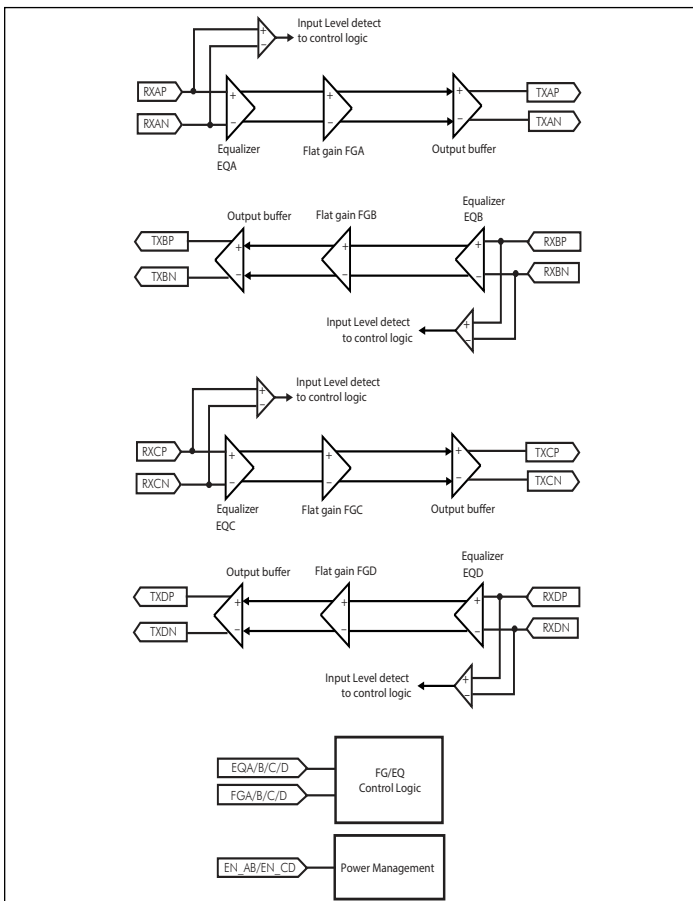 Input Level detect
to control logic
+
−
RXAP
RXAN
+
−
+
−
+
−
TXAP
TXAN
Equalizer
EQA
Flat gain FGA
Output buffer
Output buffer
Flat gain FGB
Equalizer
EQB
TXBP
TXBN
+
−
+
−
+
−
RXBP
RXBN
Input Level detect
to control logic
+
−
Input Level detect
to control logic
+
−
RXCP
RXCN
+
−
+
−
+
−
TXCP
TXCN
Equalizer
EQC
Flat gain FGC
Output buffer
Output buffer
Flat gain FGD
Equalizer
EQD
TXDP
TXDN
+
−
+
−
+
−
RXDP
RXDN
Input Level detect
to control logic
+
−
EQA/B/C/D
FGA/B/C/D
FG/EQ
Control Logic
EN_AB/EN_CD
Power Management